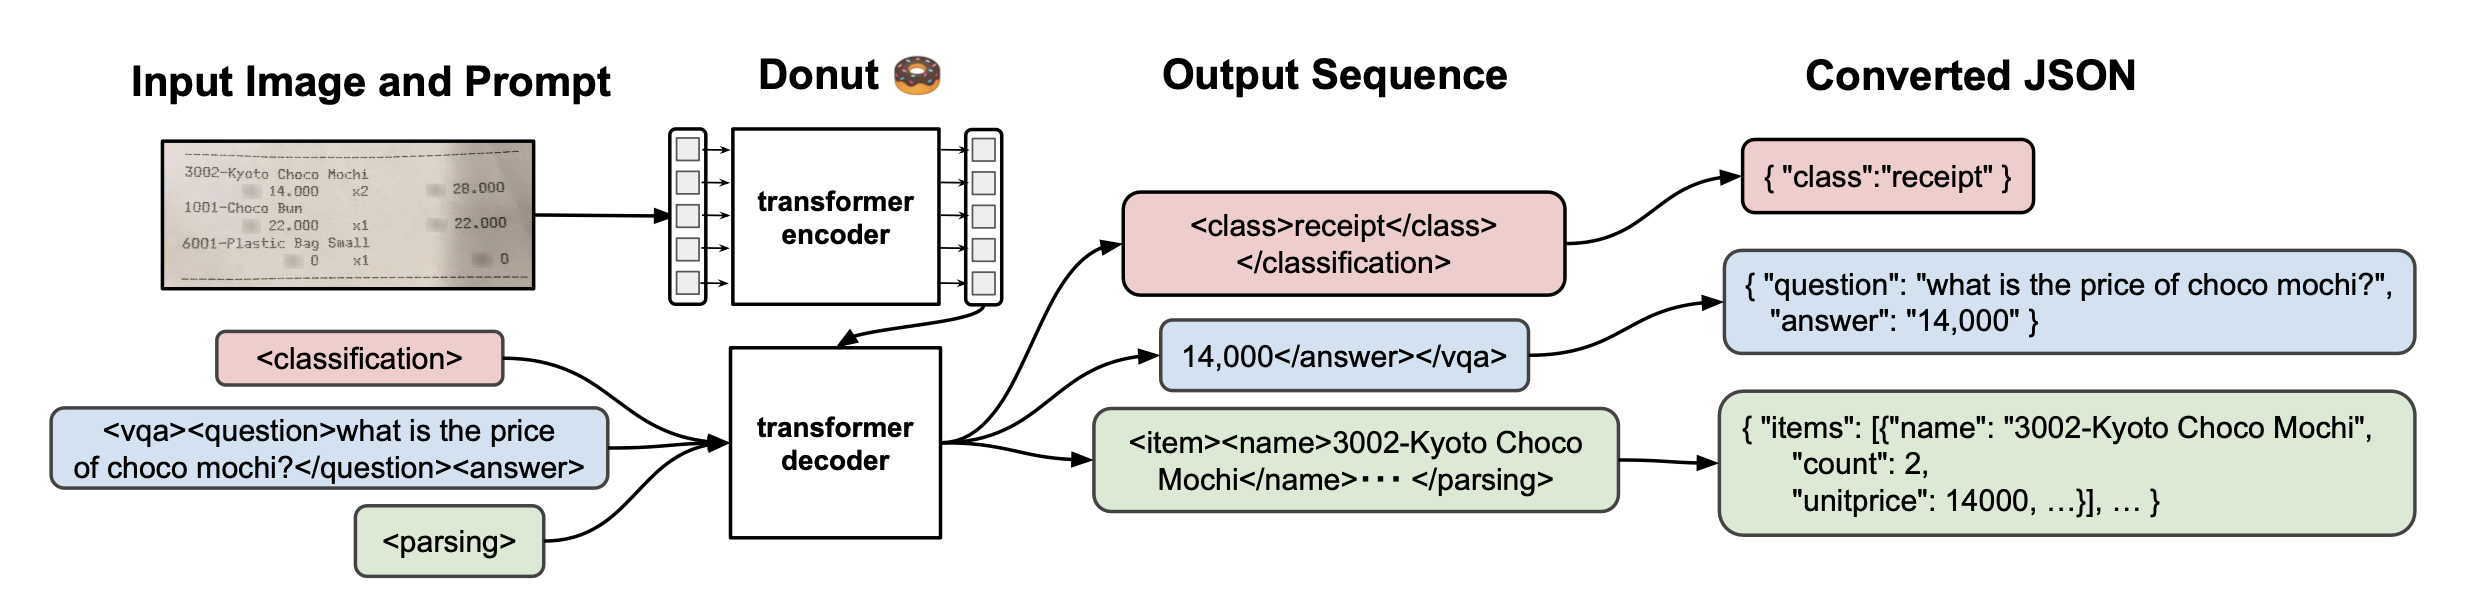 Input Image and Prompt
Donut
Output Sequence
Converted JSON
3002-Kyoto Choco Mochi
14.000 x2 28.000
1001-Choco Bun
22.000 x1 22.000
6001-Plastic Bag Small
0 x1 0
<classification>
<vqa><question>what is the price
of choco mochi?</question><answer>
<parsing>
transformer
encoder
transformer
decoder
<class>receipt</class>
</classification>
14,000</answer></vqa>
<item><name>3002-Kyoto Choco
Mochi</name>··· </parsing>
{ "class":"receipt" }
{ "question": "what is the price of choco mochi?",
"answer": "14,000" }
{ "items": [{"name": "3002-Kyoto Choco Mochi",
"count": 2,
"unitprice": 14000, …}], … }